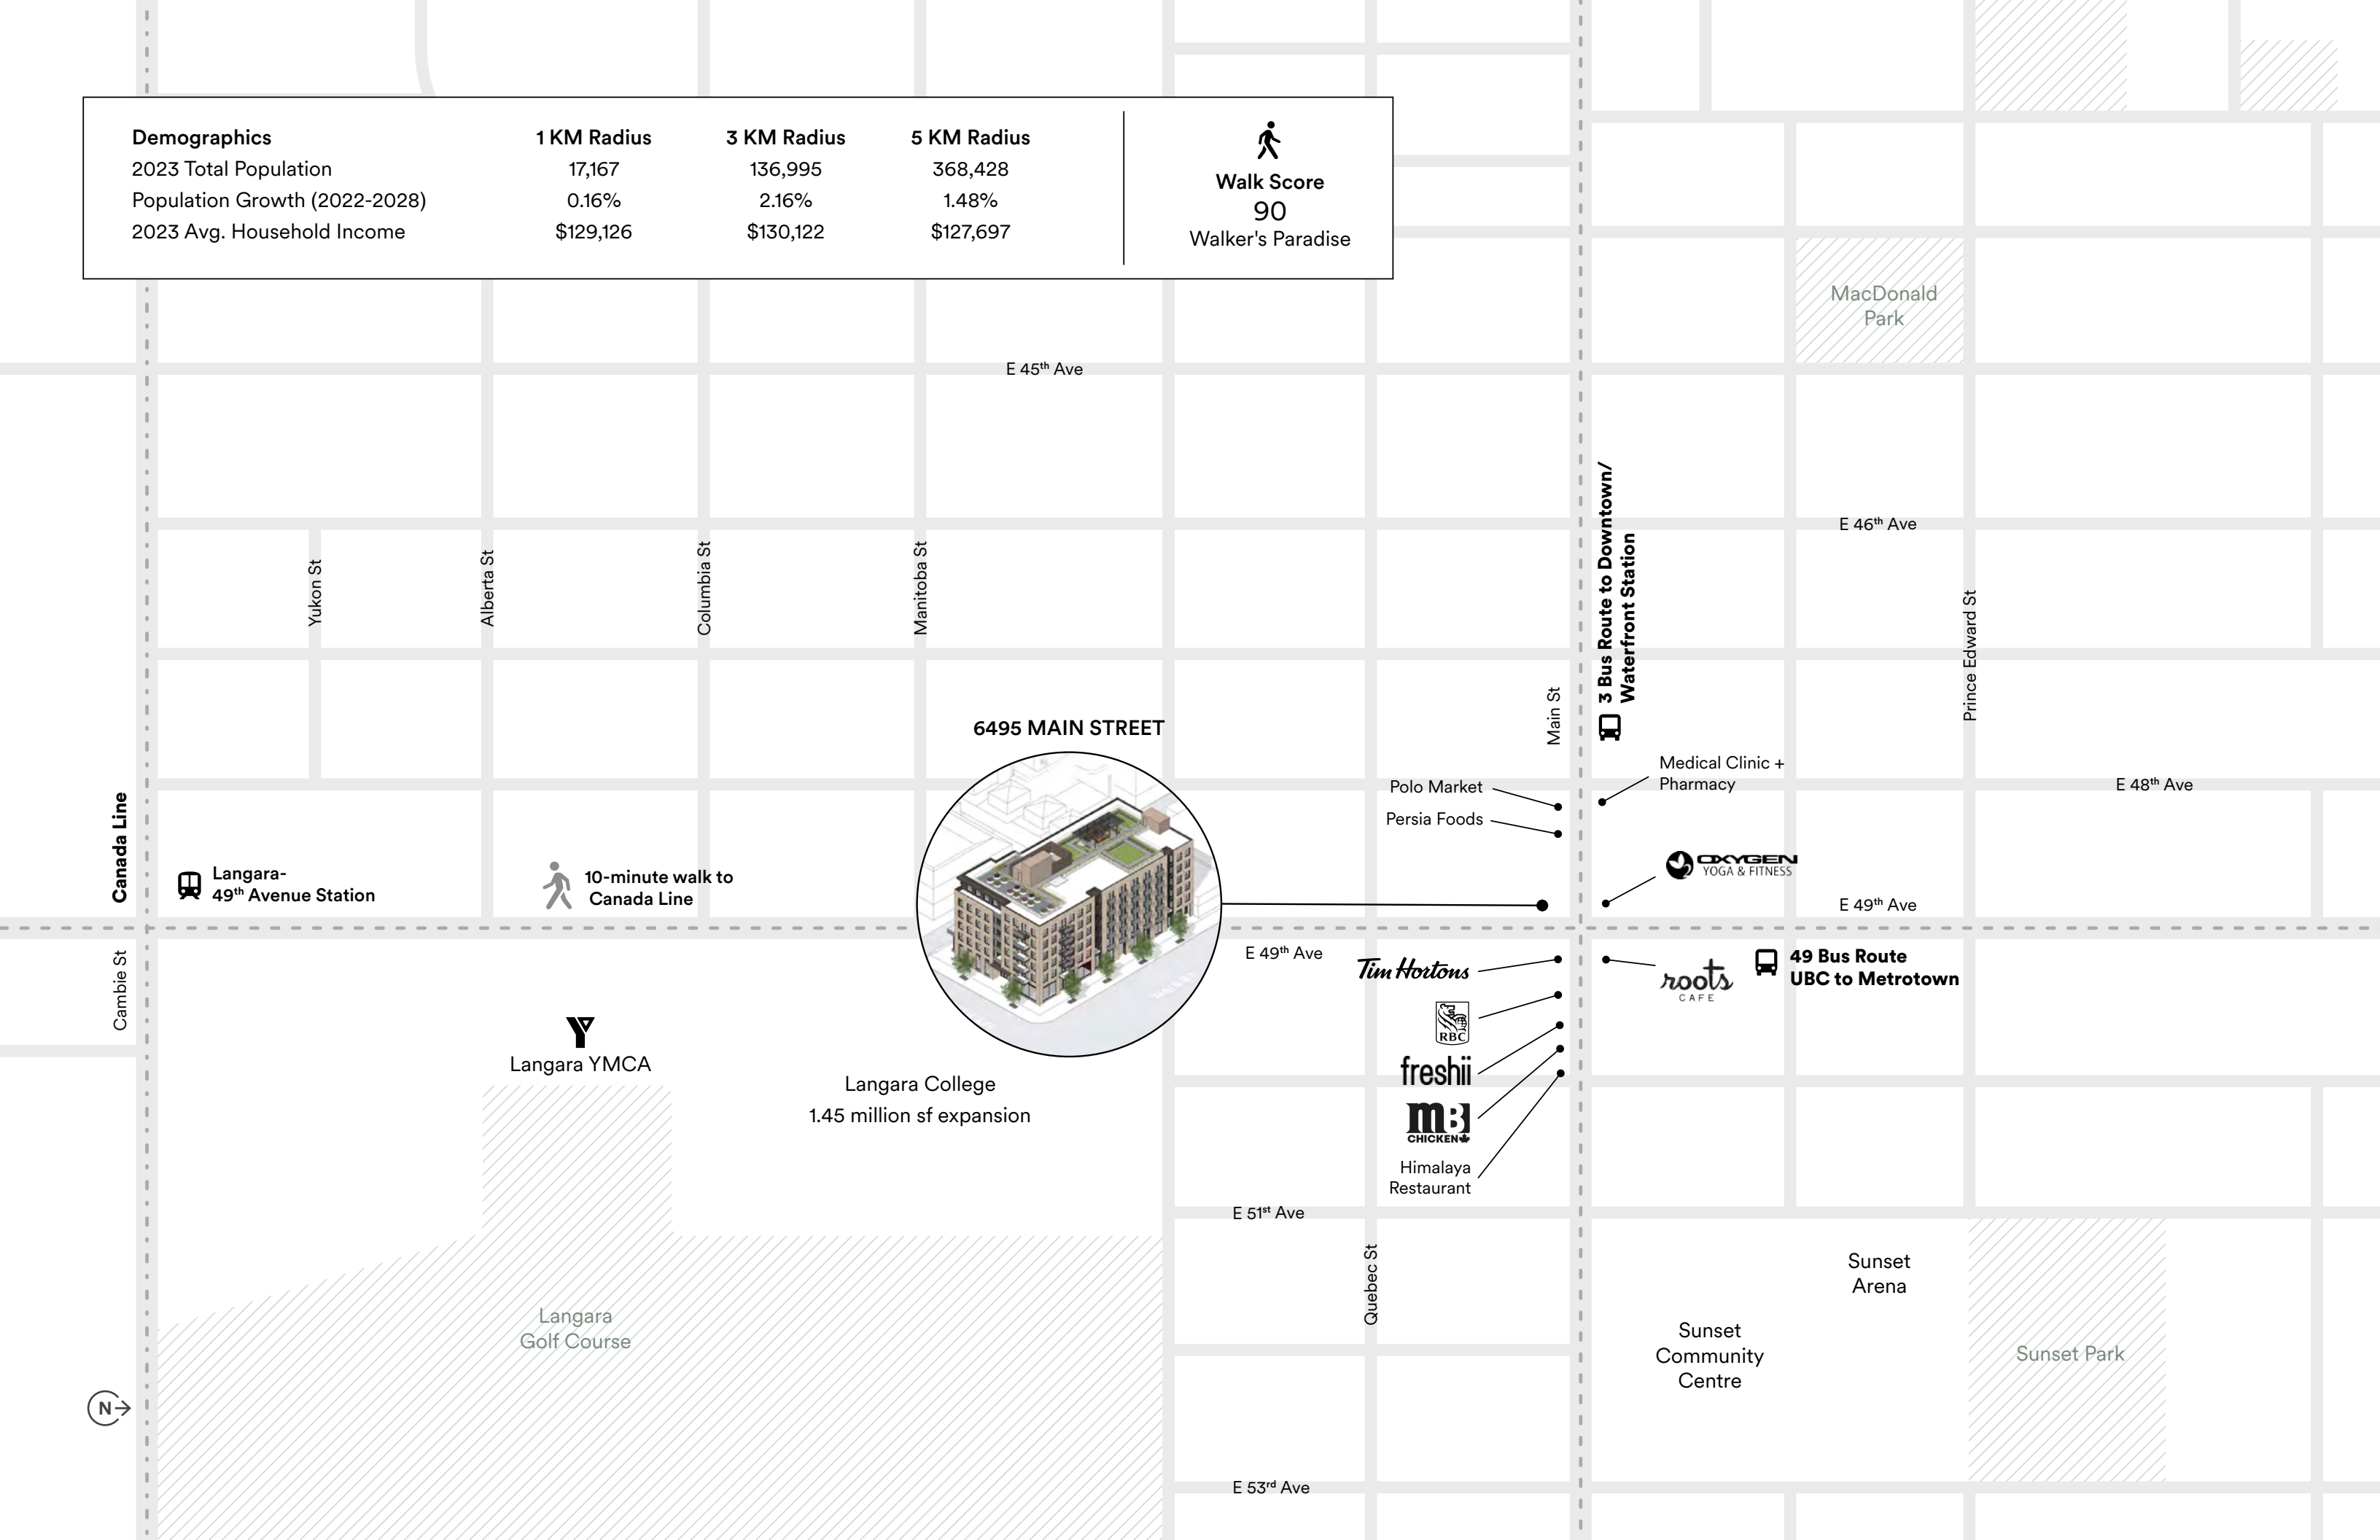 Demographics 1 KM Radius 3 KM Radius 5 KM Radius
2023 Total Population 17,167 136,995 368,428
Population Growth (2022-2028) 0.16% 2.16% 1.48%
2023 Avg. Household Income $129,126 $130,122 $127,697
Walk Score
90
Walker's Paradise
MacDonald
Park
E 45th Ave
E 46th Ave
Yukon St
Alberta St
Columbia St
Manitoba St
Main St
3 Bus Route to Downtown/
Waterfront Station
Prince Edward St
6495 MAIN STREET
Polo Market
Persia Foods
Medical Clinic +
Pharmacy
E 48th Ave
Canada Line
Langara-
49th Avenue Station
10-minute walk to
Canada Line
OXYGEN
YOGA & FITNESS
E 49th Ave
Cambie St
E 49th Ave
Tim Hortons
roots
CAFE
49 Bus Route
UBC to Metrotown
RBC
freshii
mB
CHICKEN
Himalaya
Restaurant
Langara YMCA
Langara College
1.45 million sf expansion
E 51st Ave
Quebec St
Sunset
Arena
Sunset
Community
Centre
Sunset Park
Langara
Golf Course
N
E 53rd Ave